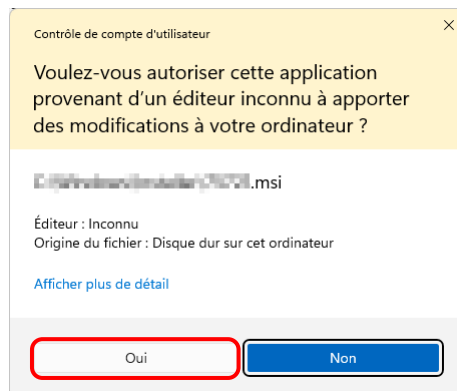 Contrôle de compte d'utilisateur
Voulez-vous autoriser cette application
provenant d'un éditeur inconnu à apporter
des modifications à votre ordinateur ?
.msi
Éditeur : Inconnu
Origine du fichier : Disque dur sur cet ordinateur
Afficher plus de détail
Oui
Non